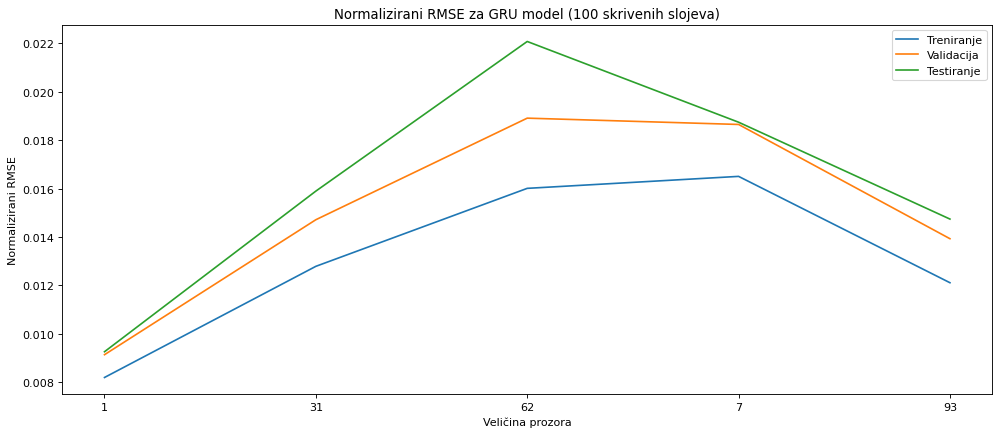 Normalizirani RMSE za GRU model (100 skrivenih slojeva)
Treniranje
Validacija
Testiranje
Normalizirani RMSE
0.022
0.020
0.018
0.016
0.014
0.012
0.010
0.008
1 31 62 7 93
Veličina prozora